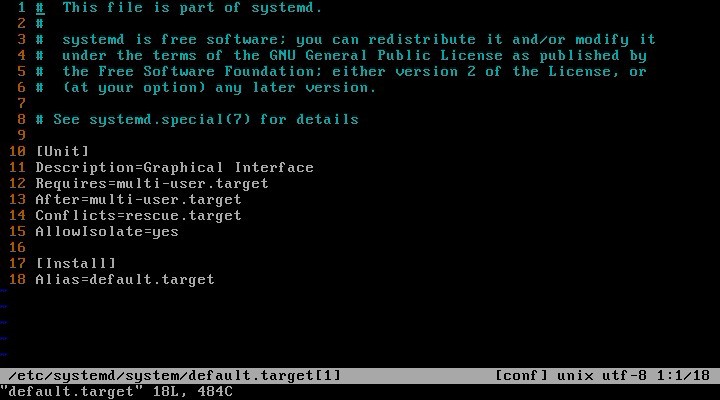 1 #  This file is part of systemd.
2 #
3 #  systemd is free software; you can redistribute it and/or modify it
4 #  under the terms of the GNU General Public License as published by
5 #  the Free Software Foundation; either version 2 of the License, or
6 #  (at your option) any later version.
7
8 # See systemd.special(7) for details
9
10 [Unit]
11 Description=Graphical Interface
12 Requires=multi-user.target
13 After=multi-user.target
14 Conflicts=rescue.target
15 AllowIsolate=yes
16
17 [Install]
18 Alias=default.target
~
~
~
~
~
/etc/systemd/system/default.target[1] [conf] unix utf-8 1:1/18
"default.target" 18L, 484C